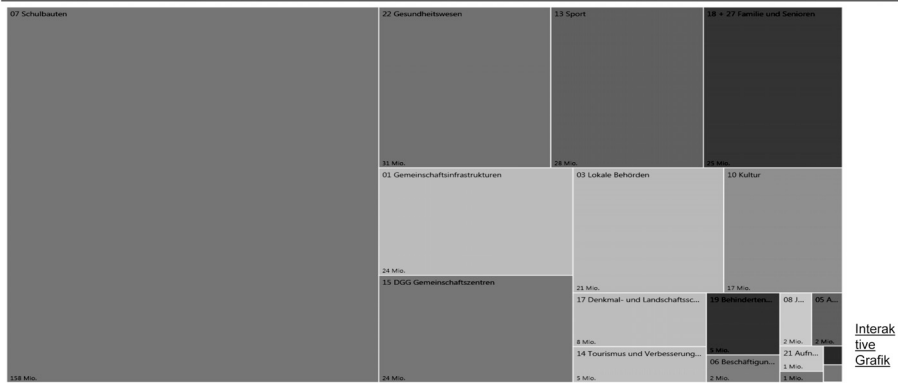 07 Schulbauten
158 Mio.
22 Gesundheitswesen
31 Mio.
13 Sport
28 Mio.
18 + 27 Familie und Senioren
25 Mio.
01 Gemeinschaftsinfrastrukturen
24 Mio.
15 DGG Gemeinschaftszentren
24 Mio.
03 Lokale Behörden
21 Mio.
10 Kultur
17 Mio.
17 Denkmal- und Landschaftssc...
8 Mio.
14 Tourismus und Verbesserung...
5 Mio.
19 Behinderten...
5 Mio.
06 Beschäftigun...
2 Mio.
08 J...
2 Mio.
05 A...
2 Mio.
21 Aufn...
1 Mio.
1 Mio.
Interak
tive
Grafik